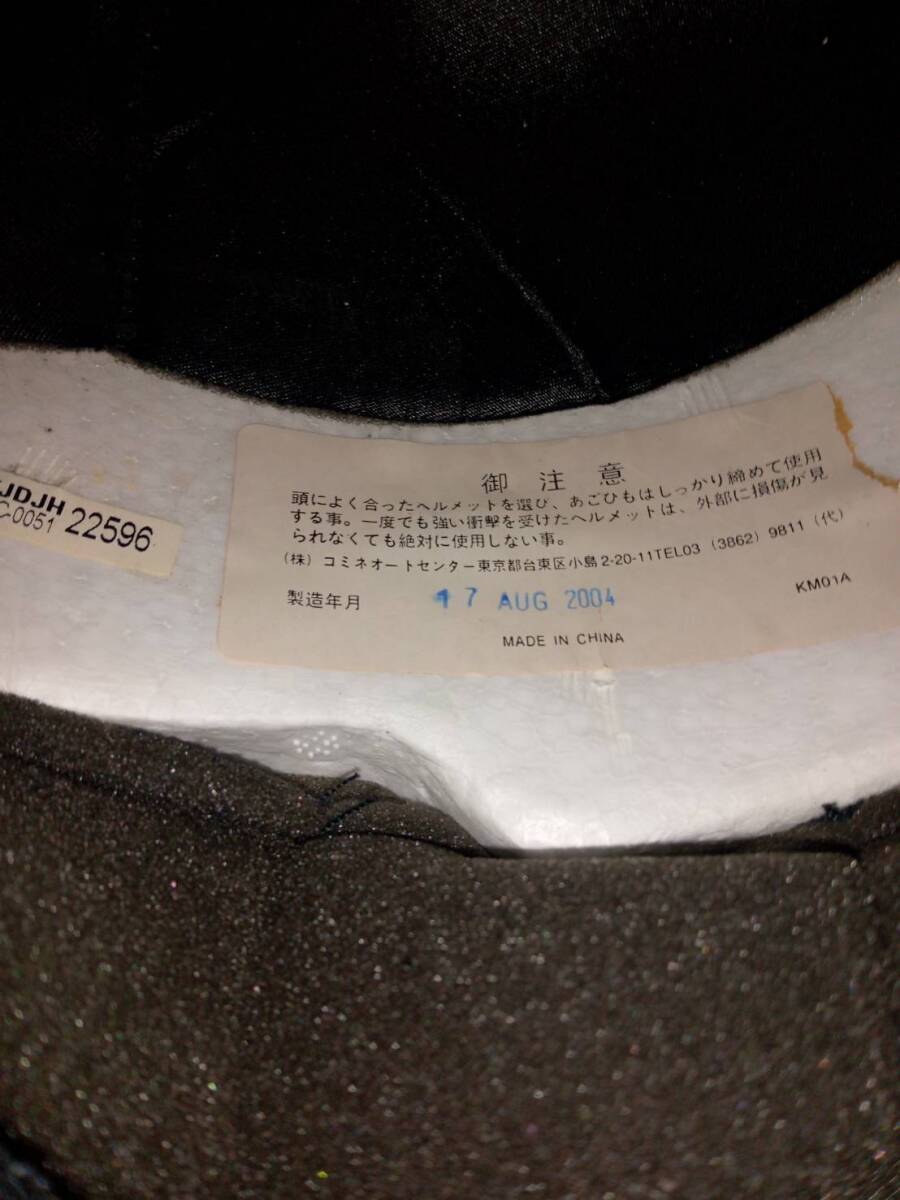 JDJH
C-0051 22596
御注意
頭によく合ったヘルメットを選び、あごひもはしっかり締めて使用
する事。一度でも強い衝撃を受けたヘルメットは、外部に損傷が見
られなくても絶対に使用しない事。
(株) コミネオートセンター東京都台東区小島2-20-11TEL03 (3862) 9811 (代)
製造年月 17 AUG 2004
KM01A
MADE IN CHINA